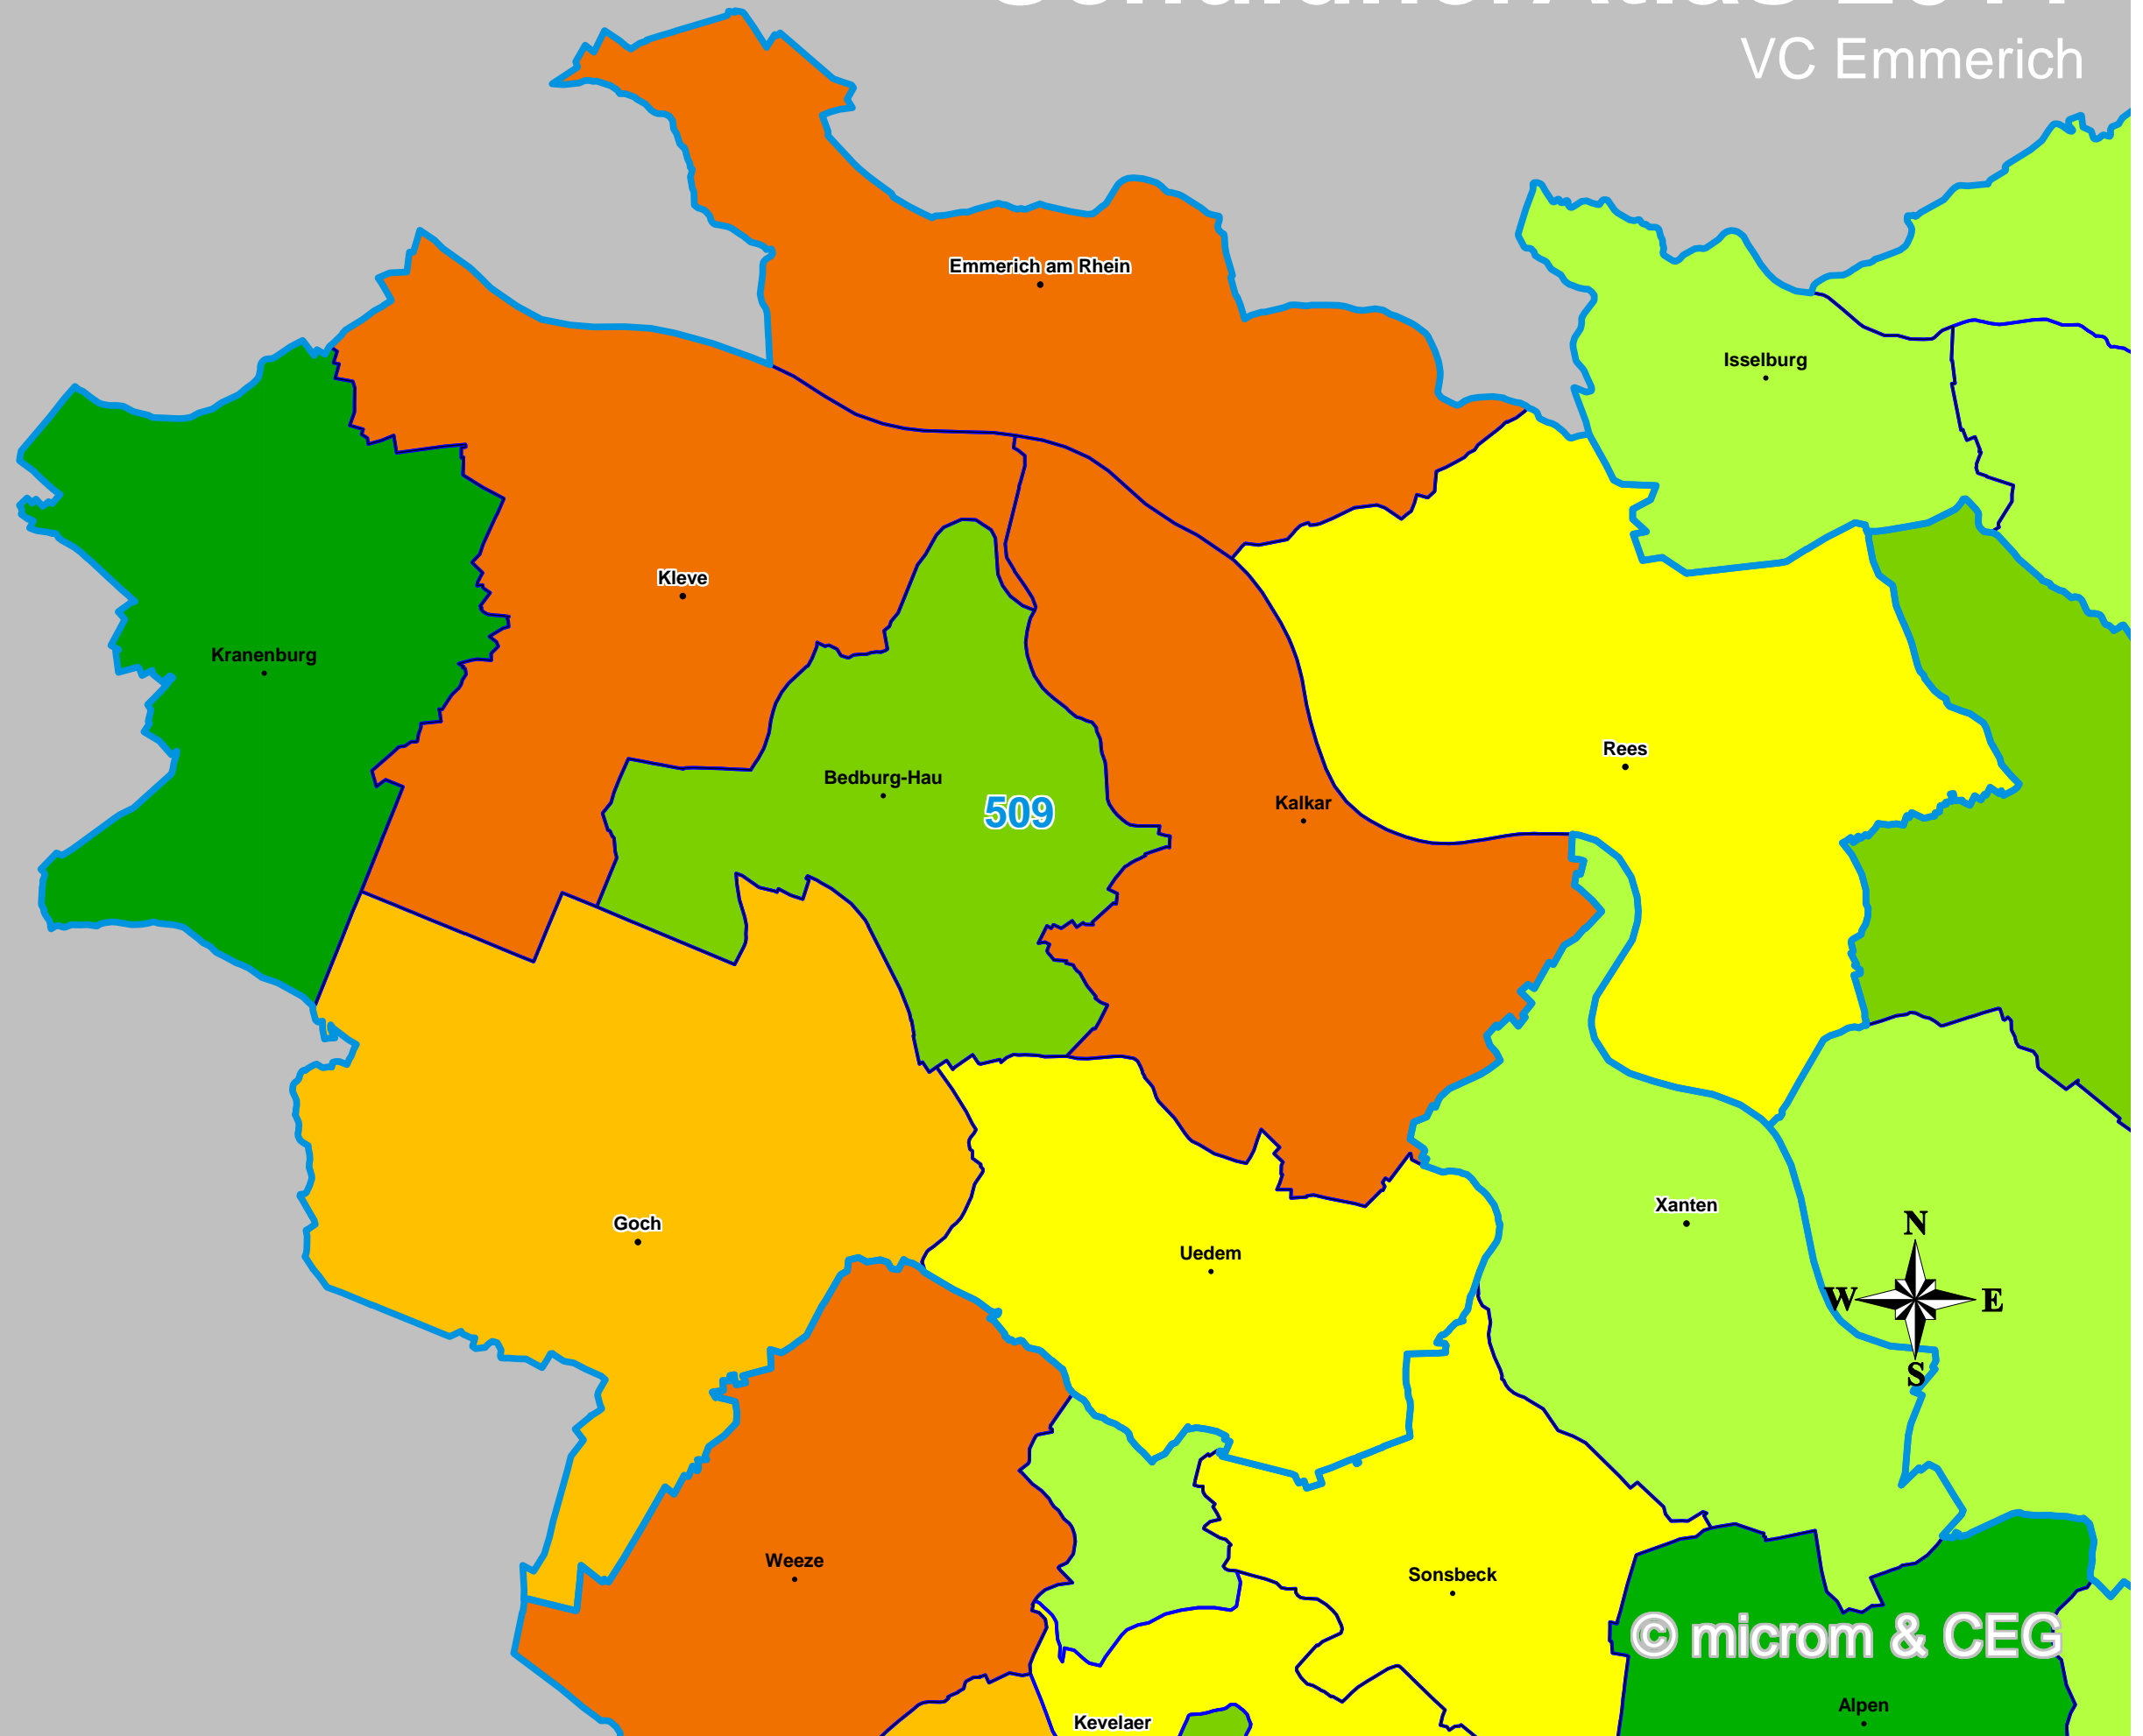 VC Emmerich
Emmerich am Rhein
Isselburg
Kleve
Kranenburg
Rees
Bedburg-Hau
509
Kalkar
Xanten
N
Goch
Uedem
W
E
S
Weeze
Sonsbeck
© microm & CEG
Alpen
Kevelaer